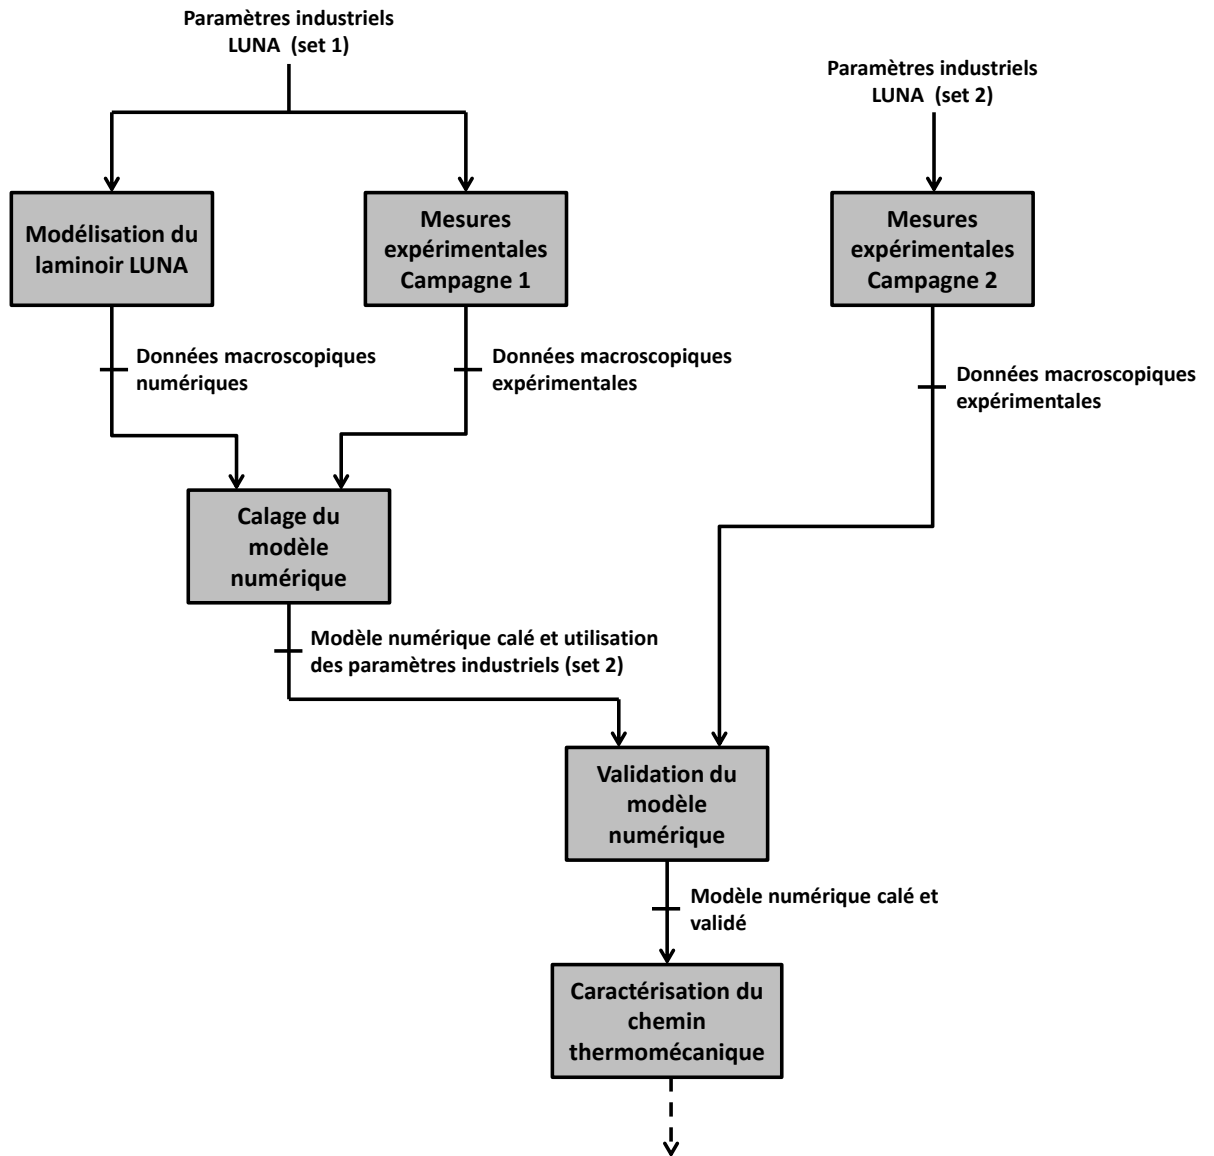 Paramètres industriels
LUNA (set 1)
Paramètres industriels
LUNA (set 2)
Modélisation du
laminoir LUNA
Mesures
expérimentales
Campagne 1
Mesures
expérimentales
Campagne 2
Données macroscopiques
numériques
Données macroscopiques
expérimentales
Données macroscopiques
expérimentales
Calage du
modèle
numérique
Modèle numérique calé et utilisation
des paramètres industriels (set 2)
Validation du
modèle
numérique
Modèle numérique calé et
validé
Caractérisation du
chemin
thermomécanique